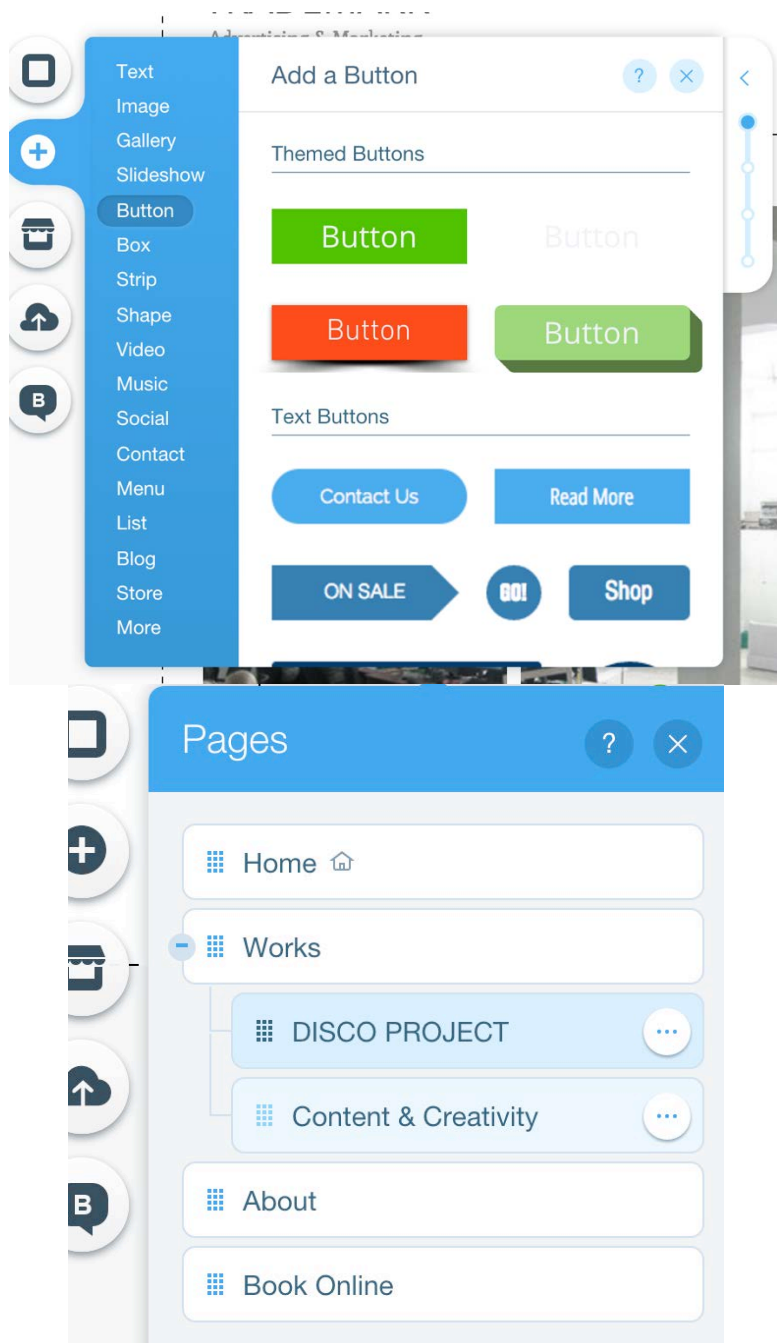 Advertising & Marketing
Add a Button
?
Text
Image
Gallery
Slideshow
Button
Box
Strip
Shape
Video
Music
Social
Contact
Menu
List
Blog
Store
More
Themed Buttons
Button
Button
Button
Button
Text Buttons
Contact Us
Read More
ON SALE
GO!
Shop
B
Pages
?
Home
Works
DISCO PROJECT
Content & Creativity
About
Book Online
B